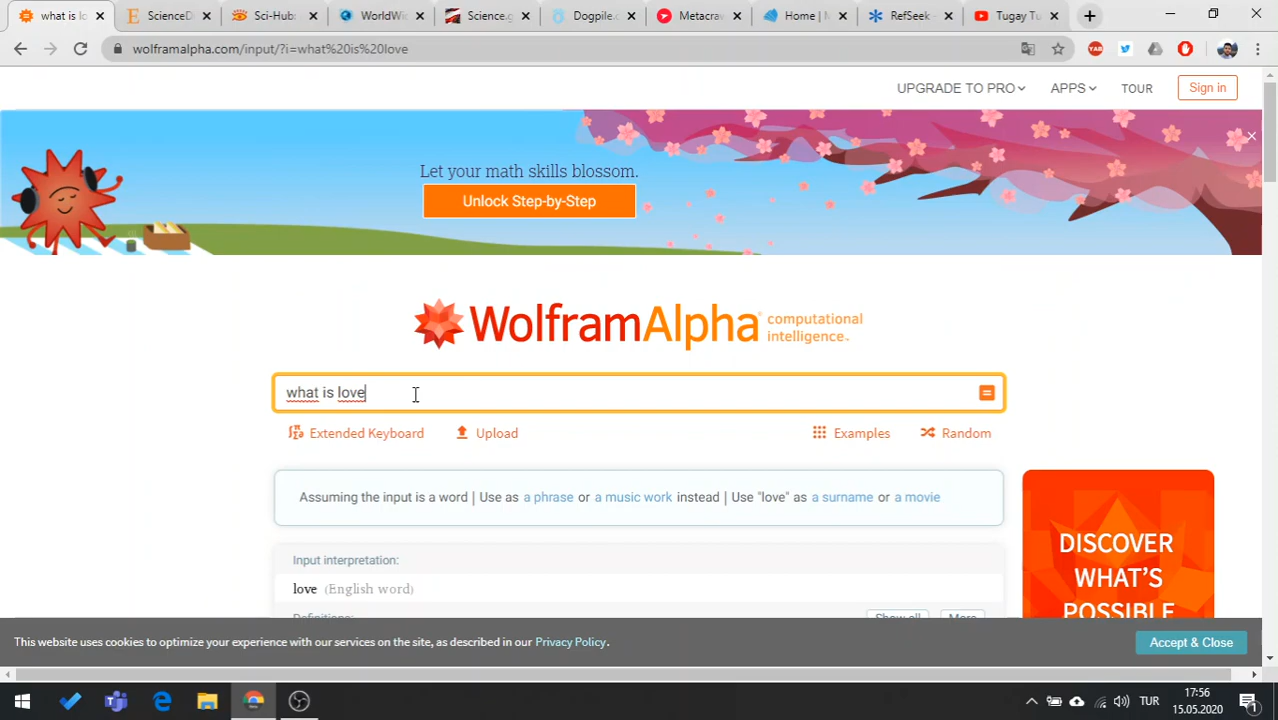 what is lo
ScienceD
Sci-Hub:
WorldWi
Science.g
Dogpile.c
Metacra
Home | M
RefSeek -
Tugay Tu
wolframalpha.com/input/?i=what%20is%20love
UPGRADE TO PRO
APPS
TOUR
Sign in
Let your math skills blossom.
Unlock Step-by-Step
WolframAlpha computational intelligence.
what is love
=
Extended Keyboard
Upload
Examples
Random
Assuming the input is a word | Use as a phrase or a music work instead | Use "love" as a surname or a movie
Input interpretation:
love (English word)
Definitions:
Show all
More
DISCOVER
WHAT'S
POSSIBLE
This website uses cookies to optimize your experience with our services on the site, as described in our Privacy Policy.
Accept & Close
TUR
17:56
15.05.2020
1